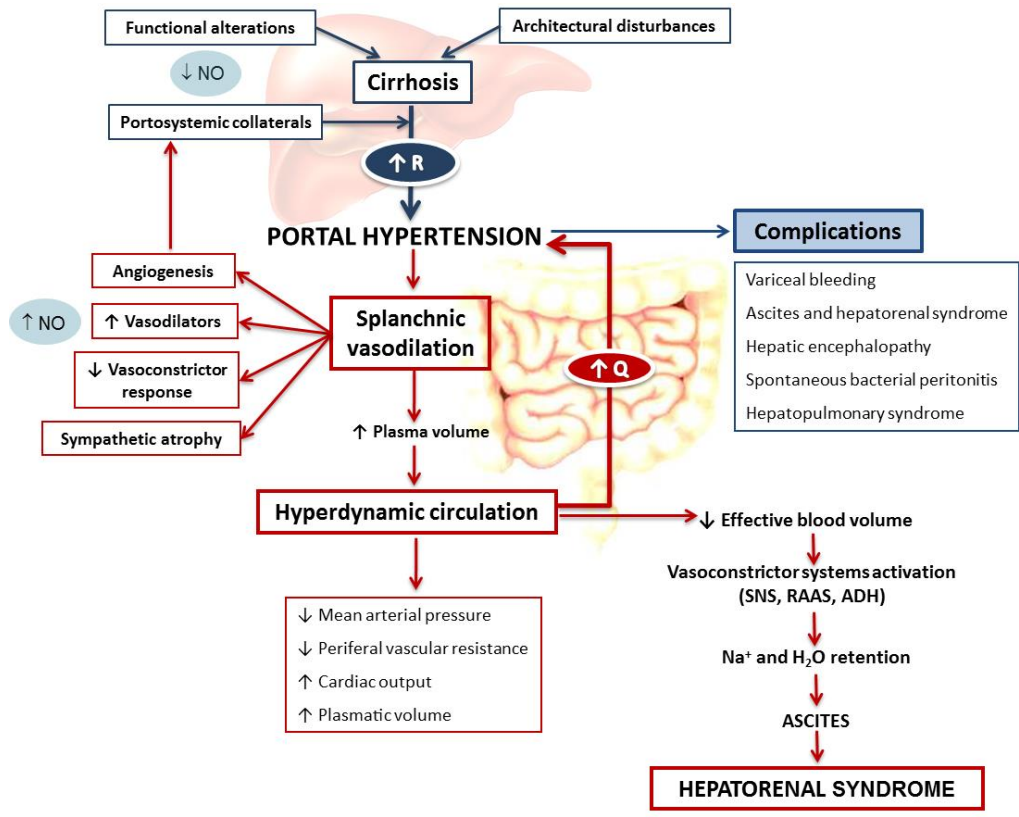 Functional alterations
Architectural disturbances
↓ NO
Cirrhosis
Portosystemic collaterals
↑ R
PORTAL HYPERTENSION
Complications
Variceal bleeding
Ascites and hepatorenal syndrome
Hepatic encephalopathy
Spontaneous bacterial peritonitis
Hepatopulmonary syndrome
Angiogenesis
↑ NO
↑ Vasodilators
↓ Vasoconstrictor
response
Sympathetic atrophy
Splanchnic
vasodilation
↑ Q
↑ Plasma volume
Hyperdynamic circulation
↓ Mean arterial pressure
↓ Periferal vascular resistance
↑ Cardiac output
↑ Plasmatic volume
↓ Effective blood volume
Vasoconstrictor systems activation
(SNS, RAAS, ADH)
Na⁺ and H₂O retention
ASCITES
HEPATORENAL SYNDROME